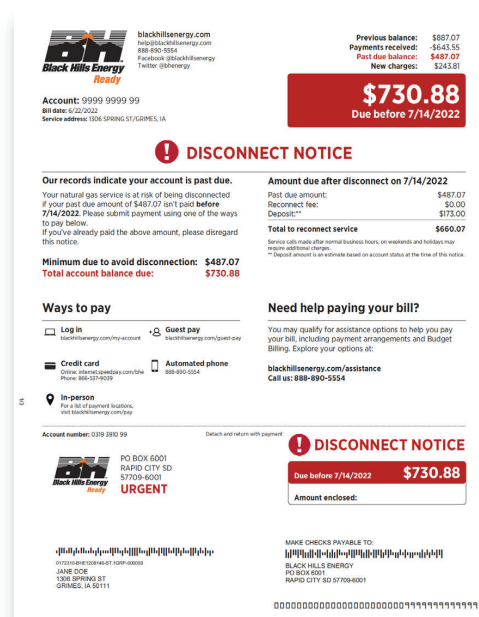 Black Hills Energy
Ready
blackhillsenergy.com
help@blackhillsenergy.com
888-890-5554
Facebook @blackhillsenergy
Twitter @bhenergy
Account: 9999 9999 99
Bill date: 6/22/2022
Service address: 1306 SPRING ST/GRIMES, IA
Previous balance: $887.07
Payments received: -$643.55
Past due balance: $487.07
New charges: $243.81
$730.88
Due before 7/14/2022
DISCONNECT NOTICE
Our records indicate your account is past due.
Your natural gas service is at risk of being disconnected
if your past due amount of $487.07 isn't paid before
7/14/2022. Please submit payment using one of the ways
to pay below.
If you've already paid the above amount, please disregard
this notice.
Minimum due to avoid disconnection: $487.07
Total account balance due: $730.88
Amount due after disconnect on 7/14/2022
Past due amount: $487.07
Reconnect fee: $0.00
Deposit:** $173.00
Total to reconnect service $660.07
Service calls made after normal business hours, on weekends and holidays may
require additional charges.
** Deposit amount is an estimate based on account status at the time of this notice.
Ways to pay
Log in
blackhillsenergy.com/my-account
Guest pay
blackhillsenergy.com/guest-pay
Credit card
Online: internet.speedpay.com/bhe
Phone: 866-537-9039
Automated phone
888-890-5554
In-person
For a list of payment locations,
visit blackhillsenergy.com/pay
Need help paying your bill?
You may qualify for assistance options to help you pay
your bill, including payment arrangements and Budget
Billing. Explore your options at:
blackhillsenergy.com/assistance
Call us: 888-890-5554
Account number: 0319 3910 99
Detach and return with payment
Black Hills Energy
Ready
PO BOX 6001
RAPID CITY SD
57709-6001
URGENT
DISCONNECT NOTICE
Due before 7/14/2022 $730.88
Amount enclosed:
JANE DOE
1306 SPRING ST
GRIMES, IA 50111
MAKE CHECKS PAYABLE TO:
BLACK HILLS ENERGY
PO BOX 6001
RAPID CITY SD 57709-6001